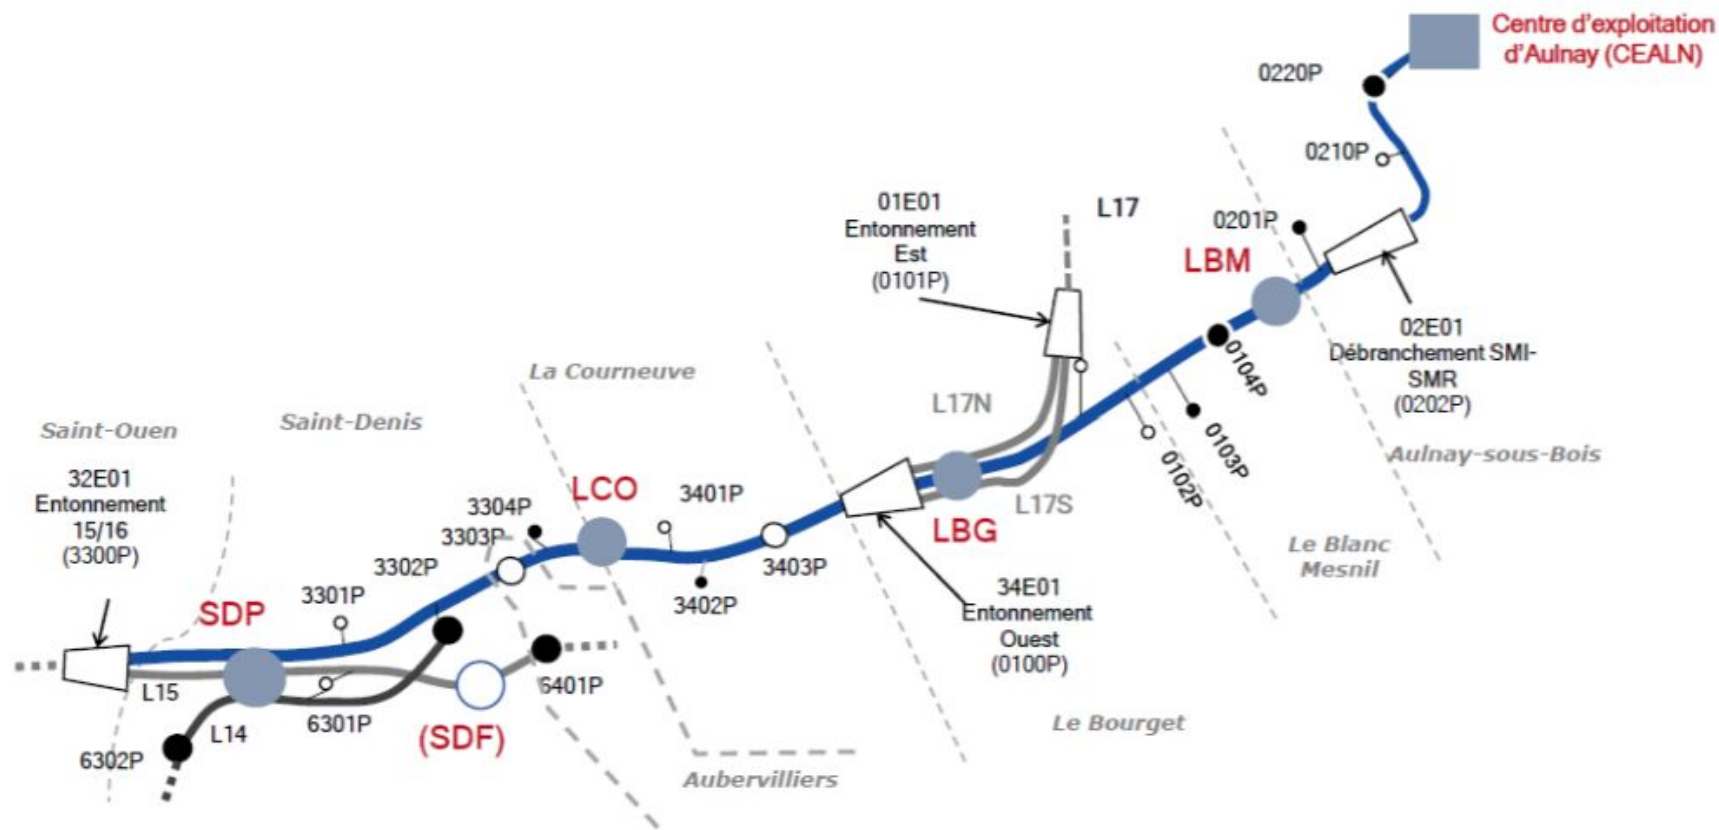 Centre d'exploitation
d'Aulnay (CEALN)
0220P
0210P
01E01
Entonnement
Est
(0101P)
L17
0201P
LBM
02E01
Débranchement SMI-
SMR
(0202P)
0104P
La Courneuve
L17N
Saint-Ouen
Saint-Denis
0103P
Aulnay-sous-Bois
32E01
Entonnement
15/16
(3300P)
LCO
3401P
0102P
3304P
3303P
L17S
LBG
3302P
3403P
Le Blanc
Mesnil
3301P
SDP
3402P
34E01
Entonnement
Ouest
(0100P)
L15
6401P
6301P
L14
(SDF)
Le Bourget
6302P
Aubervilliers